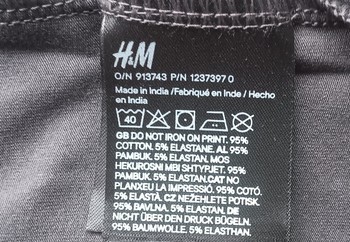 H&M
O/N 913743 P/N 1237397 0
Made in India /Fabriqué en Inde / Hecho
en India
40
GB DO NOT IRON ON PRINT. 95%
COTTON. 5% ELASTANE. AL 95%
PAMBUK. 5% ELASTAN. MOS
HEKUROSNI MBI SHTYPJEN. 95%
PAMBUK. 5% ELASTAN.CAT NO
PLANXEU LA IMPRESSIÓ. 95% COTÓ.
5% ELASTÀ. CZ NEŽEHLETE POTISK.
95% BAVLNA. 5% ELASTAN. DE NICHT
ÜBER DEN DRUCK BÜGELN.
95% BAUMWOLLE. 5% ELASTHAN.